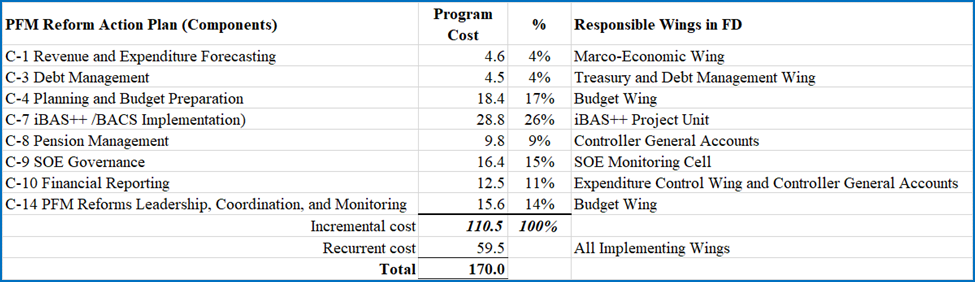 PFM Reform Action Plan (Components) Program Cost % Responsible Wings in FD
C-1 Revenue and Expenditure Forecasting 4.6 4% Marco-Economic Wing
C-3 Debt Management 4.5 4% Treasury and Debt Management Wing
C-4 Planning and Budget Preparation 18.4 17% Budget Wing
C-7 iBAS++ /BACS Implementation) 28.8 26% iBAS++ Project Unit
C-8 Pension Management 9.8 9% Controller General Accounts
C-9 SOE Governance 16.4 15% SOE Monitoring Cell
C-10 Financial Reporting 12.5 11% Expenditure Control Wing and Controller General Accounts
C-14 PFM Reforms Leadership, Coordination, and Monitoring 15.6 14% Budget Wing
Incremental cost 110.5 100%
Recurrent cost 59.5 All Implementing Wings
Total 170.0